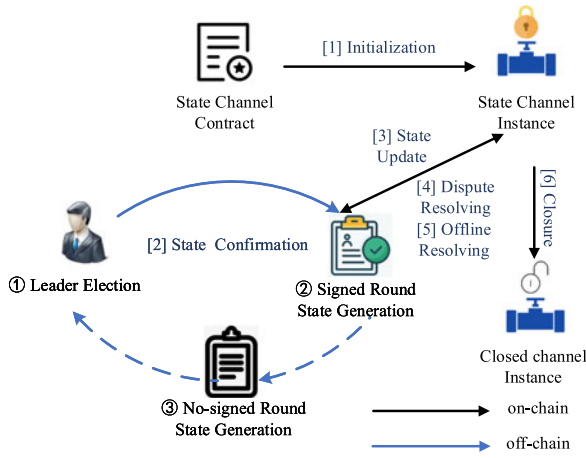 [1] Initialization
State Channel
Contract
State Channel
Instance
[3] State
Update
[4] Dispute
Resolving
[5] Offline
Resolving
[6] Closure
[2] State Confirmation
① Leader Election
② Signed Round
State Generation
Closed channel
Instance
③ No-signed Round
State Generation
on-chain
off-chain